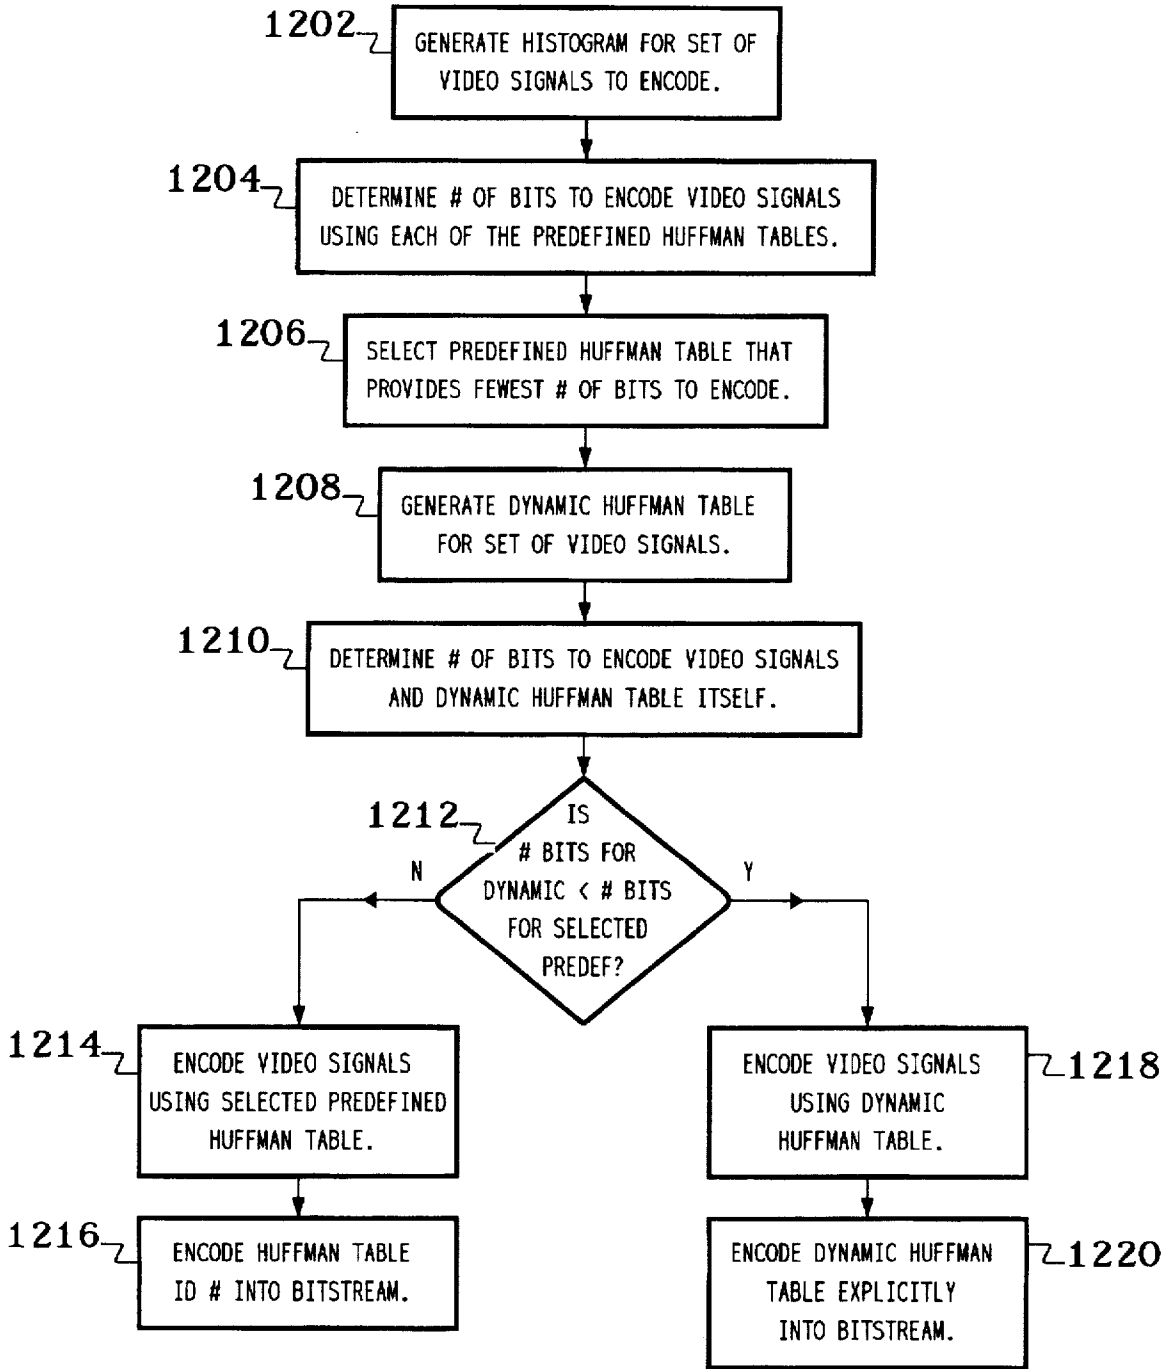 1202
GENERATE HISTOGRAM FOR SET OF
VIDEO SIGNALS TO ENCODE.
1204
DETERMINE # OF BITS TO ENCODE VIDEO SIGNALS
USING EACH OF THE PREDEFINED HUFFMAN TABLES.
1206
SELECT PREDEFINED HUFFMAN TABLE THAT
PROVIDES FEWEST # OF BITS TO ENCODE.
1208
GENERATE DYNAMIC HUFFMAN TABLE
FOR SET OF VIDEO SIGNALS.
1210
DETERMINE # OF BITS TO ENCODE VIDEO SIGNALS
AND DYNAMIC HUFFMAN TABLE ITSELF.
1212
IS
# BITS FOR
DYNAMIC < # BITS
FOR SELECTED
PREDEF?
N
Y
1214
ENCODE VIDEO SIGNALS
USING SELECTED PREDEFINED
HUFFMAN TABLE.
1218
ENCODE VIDEO SIGNALS
USING DYNAMIC
HUFFMAN TABLE.
1216
ENCODE HUFFMAN TABLE
ID # INTO BITSTREAM.
1220
ENCODE DYNAMIC HUFFMAN
TABLE EXPLICITLY
INTO BITSTREAM.